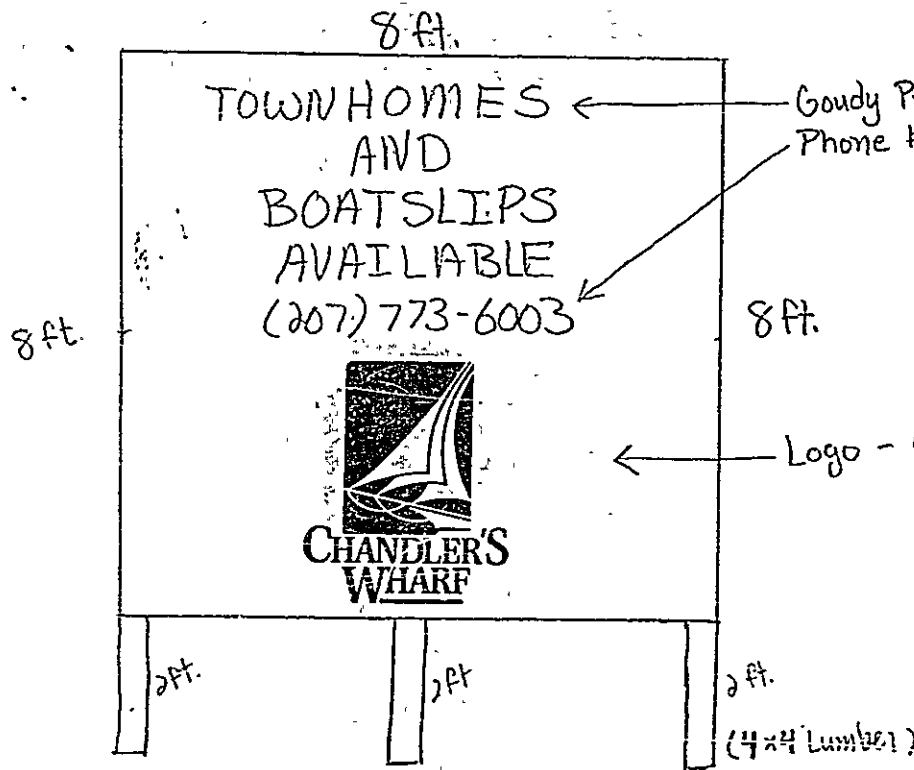 8 ft.
TOWNHOMES
AND
BOATSLIPS
AVAILABLE
(207) 773-6003
Goudy
Phone
8 ft.
8 ft.
Logo -
CHANDLER'S
WHARF
2 ft.
2 ft
2 ft.
(4x4 Lumber)